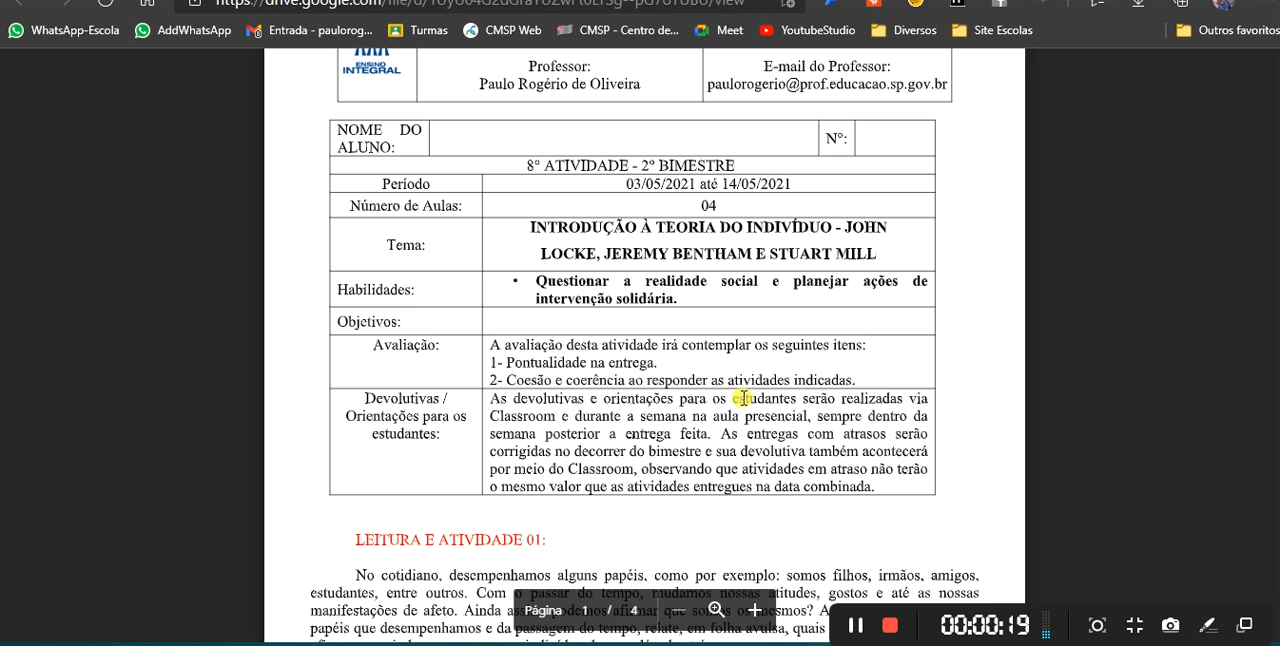 WhatsApp-Escola AddWhatsApp Entrada - paulorog... Turmas CMSP Web CMSP - Centro de... Meet YoutubeStudio Diversos Site Escolas Outros favoritos
ENSINO
INTEGRAL
Professor:
Paulo Rogério de Oliveira
E-mail do Professor:
paulorogerio@prof.educacao.sp.gov.br
NOME DO
ALUNO:
N°:
8° ATIVIDADE - 2° BIMESTRE
Período 03/05/2021 até 14/05/2021
Número de Aulas: 04
Tema:
INTRODUÇÃO À TEORIA DO INDIVÍDUO - JOHN
LOCKE, JEREMY BENTHAM E STUART MILL
Habilidades:
• Questionar a realidade social e planejar ações de
intervenção solidária.
Objetivos:
Avaliação: A avaliação desta atividade irá contemplar os seguintes itens:
1- Pontualidade na entrega.
2- Coesão e coerência ao responder as atividades indicadas.
Devolutivas /
Orientações para os
estudantes:
As devolutivas e orientações para os estudantes serão realizadas via
Classroom e durante a semana na aula presencial, sempre dentro da
semana posterior a entrega feita. As entregas com atrasos serão
corrigidas no decorrer do bimestre e sua devolutiva também acontecerá
por meio do Classroom, observando que atividades em atraso não terão
o mesmo valor que as atividades entregues na data combinada.
LEITURA E ATIVIDADE 01:
No cotidiano, desempenhamos alguns papéis, como por exemplo: somos filhos, irmãos, amigos,
estudantes, entre outros. Com o passar do tempo, mudamos nossas atitudes, gostos e até as nossas
manifestações de afeto. Ainda
papéis que desempenhamos e da passagem do tempo, relate, em folha avulsa, quais
Página 1 / 4
00:00:19